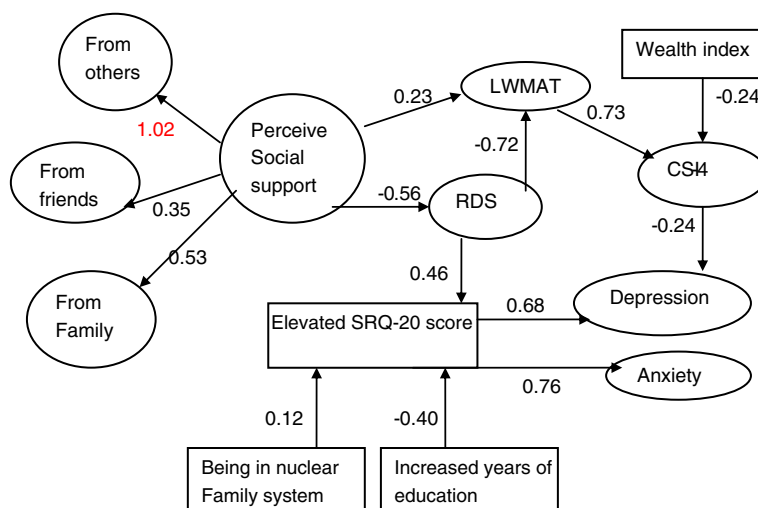 From
others
Wealth index
LWMAT
0.23
0.73
-0.24
1.02
Perceive
Social
support
-0.72
CSI4
From
friends
-0.56
RDS
0.35
-0.24
0.53
0.46
From
Family
Depression
0.68
Elevated SRQ-20 score
Anxiety
0.76
0.12
-0.40
Being in nuclear
Family system
Increased years of
education